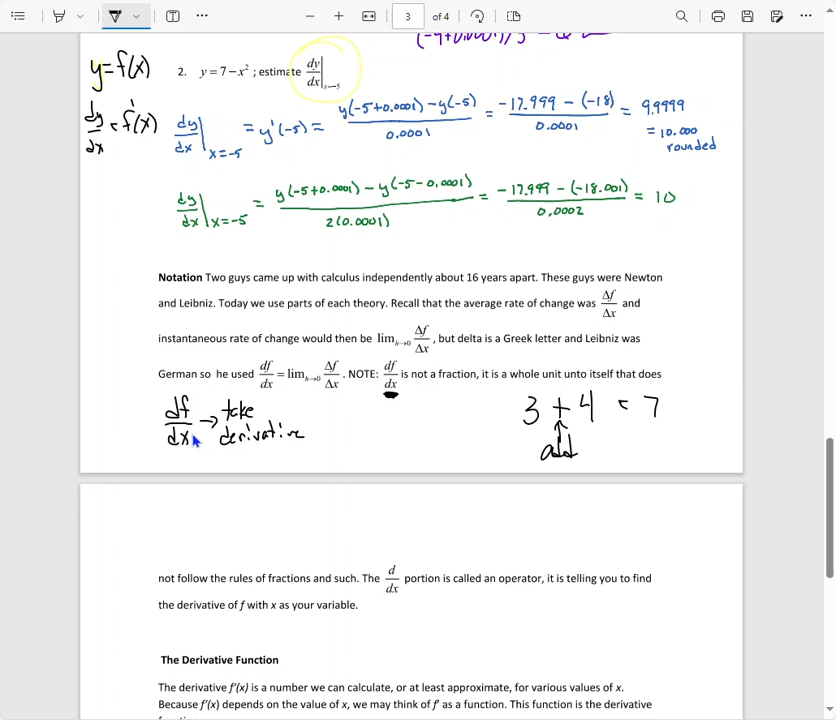 3 of 4
2. y = 7 − x² ; estimate dy/dx |x=−5
y = f(x)
dy/dx = f'(x)
dy/dx |x=−5 = y'(−5) = y(−5+0.0001) − y(−5) / 0.0001 = −17.999 − (−18) / 0.0001 = 9.9999
= 10.000
rounded
dy/dx |x=−5 = y(−5+0.0001) − y(−5−0.0001) / 2(0.0001) = −17.999 − (−18.001) / 0.0002 = 10
Notation Two guys came up with calculus independently about 16 years apart. These guys were Newton
and Leibniz. Today we use parts of each theory. Recall that the average rate of change was Δf/Δx and
instantaneous rate of change would then be lim h→0 Δf/Δx , but delta is a Greek letter and Leibniz was
German so he used df/dx = lim h→0 Δf/Δx . NOTE: df/dx is not a fraction, it is a whole unit unto itself that does
df/dx → take
derivative
3 + 4 = 7
add
not follow the rules of fractions and such. The d/dx portion is called an operator, it is telling you to find
the derivative of f with x as your variable.
The Derivative Function
The derivative f'(x) is a number we can calculate, or at least approximate, for various values of x.
Because f'(x) depends on the value of x, we may think of f' as a function. This function is the derivative